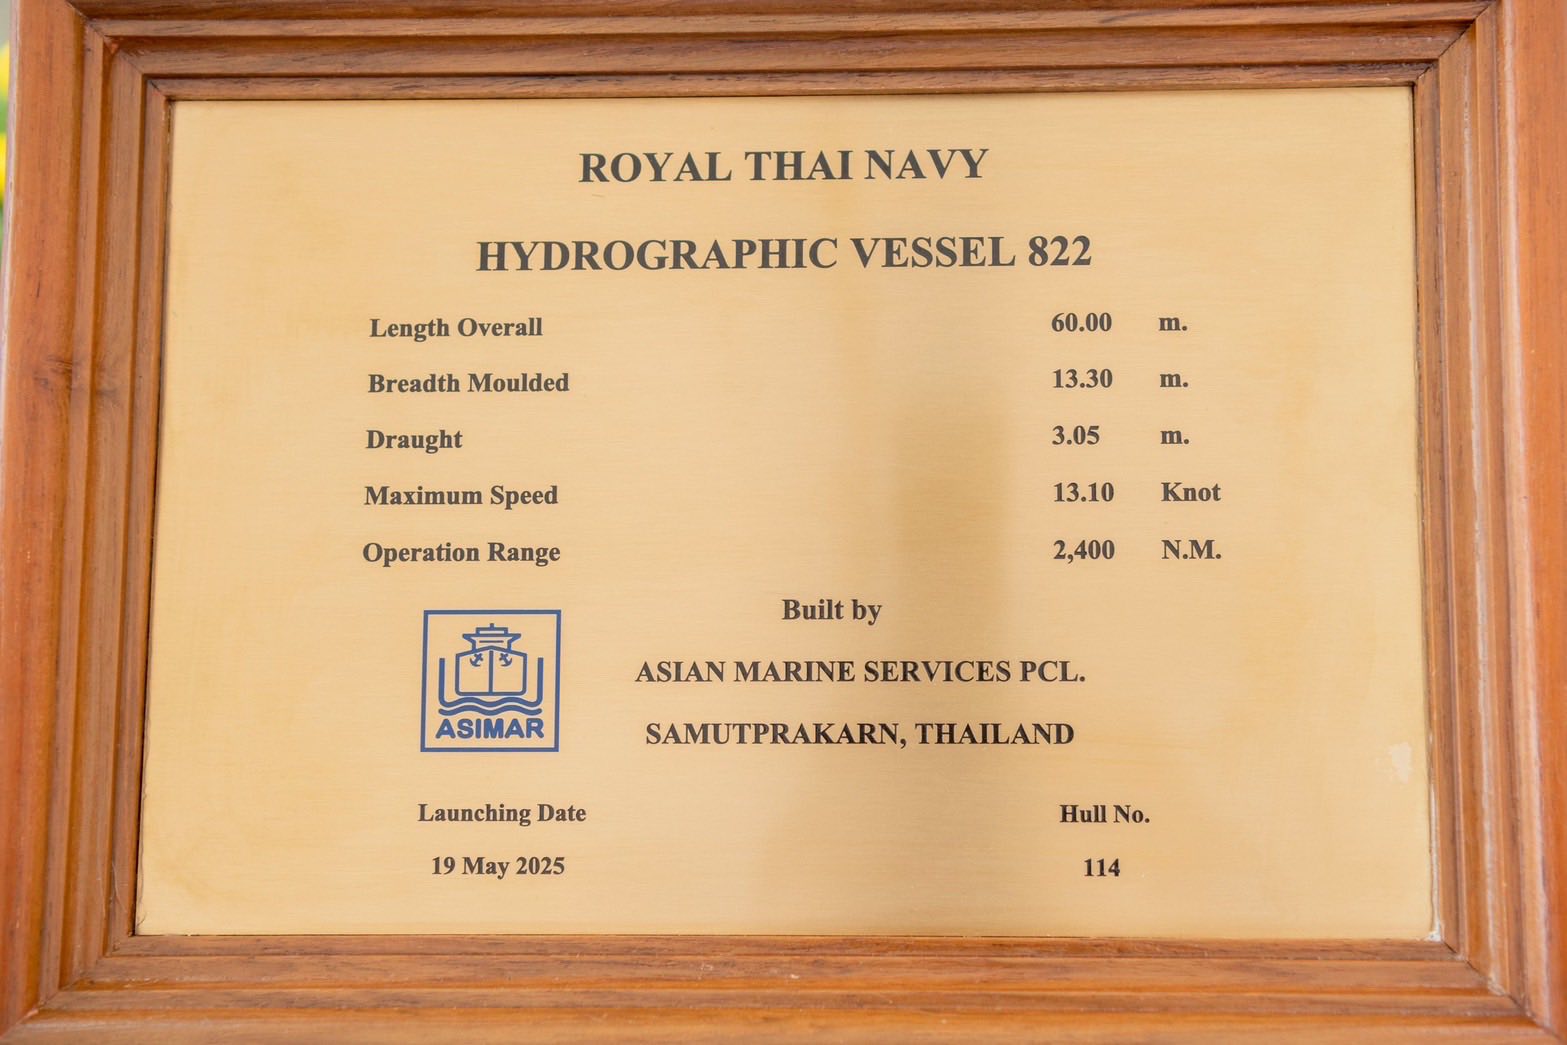 ROYAL THAI NAVY
HYDROGRAPHIC VESSEL 822
Length Overall 60.00 m.
Breadth Moulded 13.30 m.
Draught 3.05 m.
Maximum Speed 13.10 Knot
Operation Range 2,400 N.M.
Built by
ASIAN MARINE SERVICES PCL.
SAMUTPRAKARN, THAILAND
ASIMAR
Launching Date Hull No.
19 May 2025 114